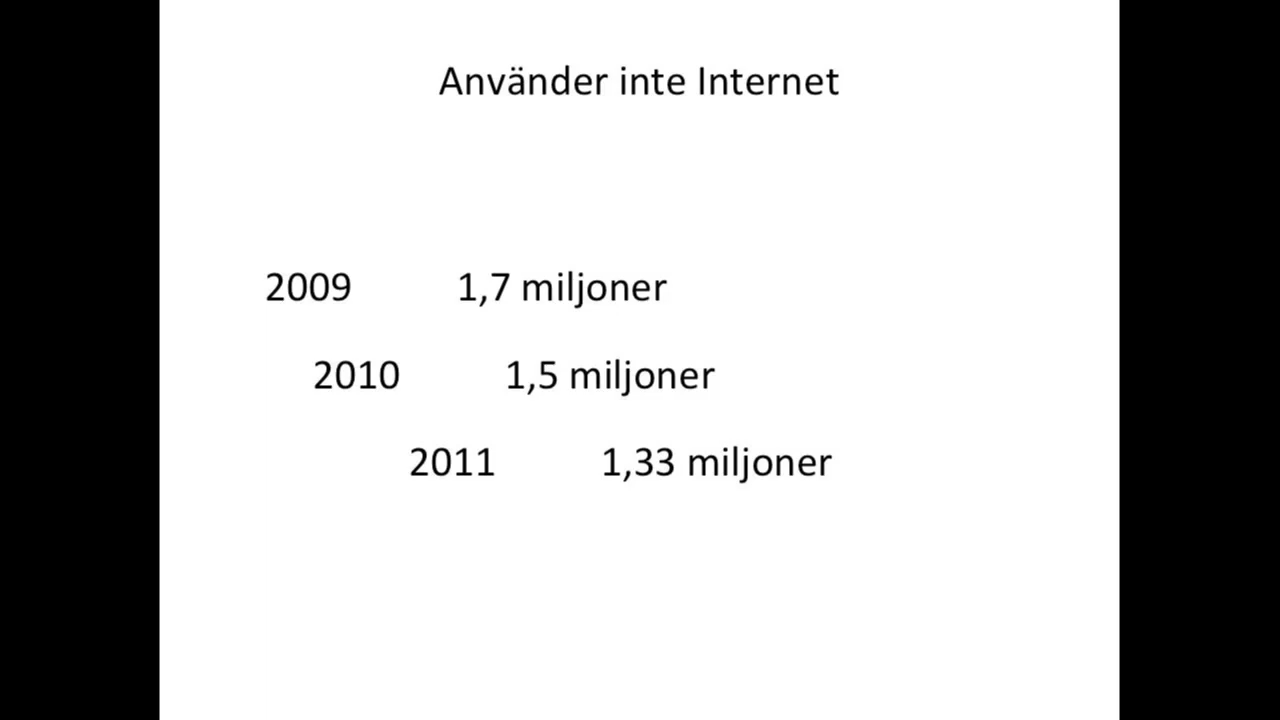 Använder inte Internet
2009 1,7 miljoner
2010 1,5 miljoner
2011 1,33 miljoner